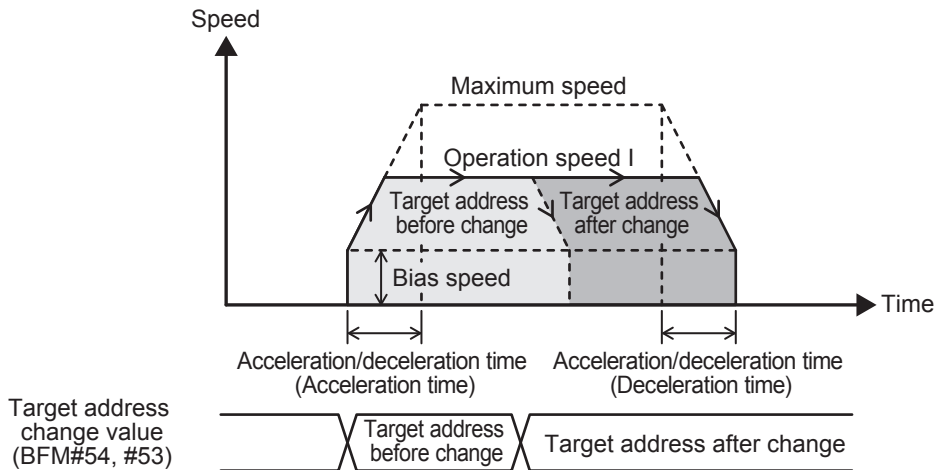 Speed
Maximum speed
Operation speed I
Target address
before change
Target address
after change
Bias speed
Time
Acceleration/deceleration time
(Acceleration time)
Acceleration/deceleration time
(Deceleration time)
Target address
change value
(BFM#54, #53)
Target address
before change
Target address after change